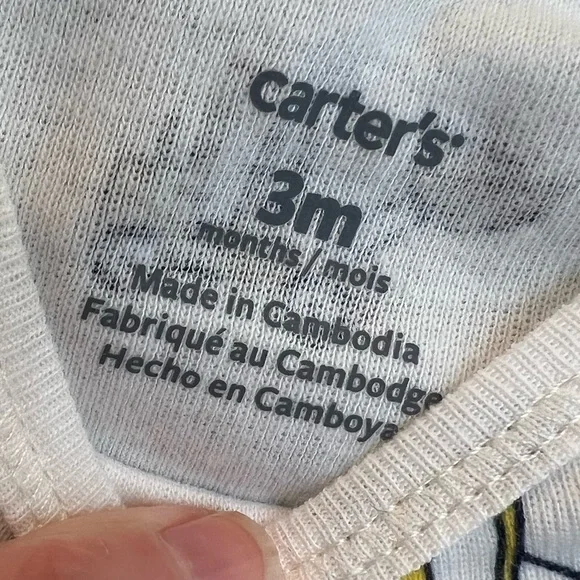 carter's
3m
months/mois
Made in Cambodia
Fabriqué au Cambodge
Hecho en Camboya